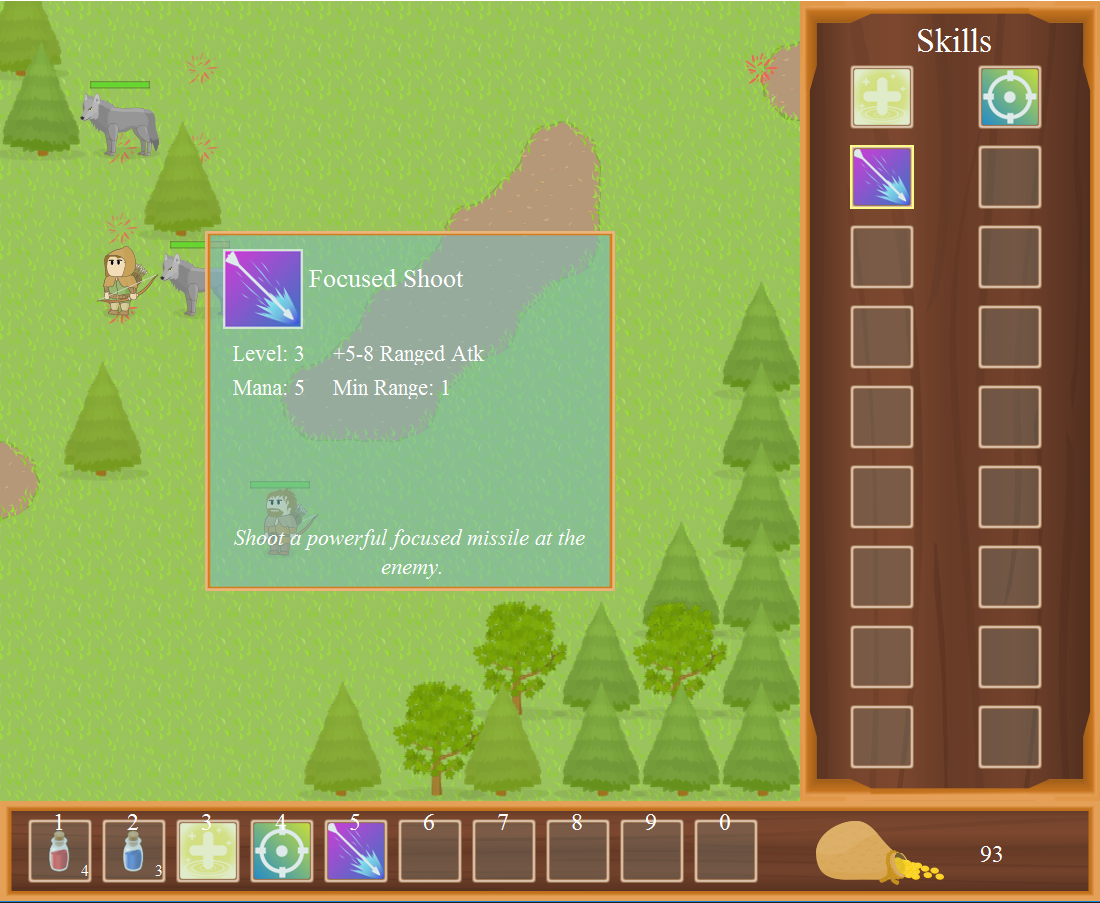 Skills
Focused Shoot
Level: 3 +5-8 Ranged Atk
Mana: 5 Min Range: 1
Shoot a powerful focused missile at the
enemy.
1 2 3 4 5 6 7 8 9 0
4 3
93